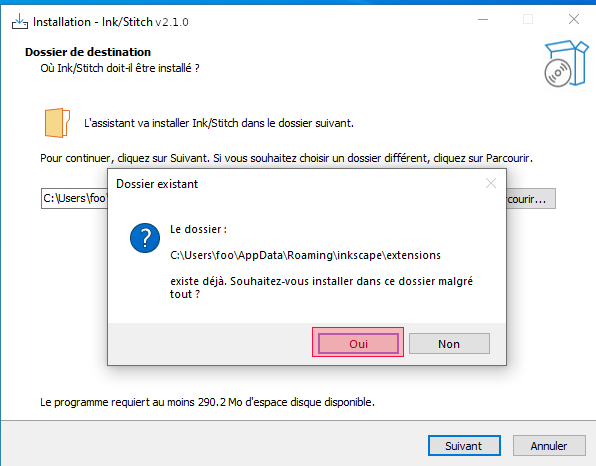 Installation - Ink/Stitch v2.1.0
Dossier de destination
Où Ink/Stitch doit-il être installé ?
L'assistant va installer Ink/Stitch dans le dossier suivant.
Pour continuer, cliquez sur Suivant. Si vous souhaitez choisir un dossier différent, cliquez sur Parcourir.
C:\Users\foo\
courir...
Dossier existant
Le dossier :
C:\Users\foo\AppData\Roaming\inkscape\extensions
existe déjà. Souhaitez-vous installer dans ce dossier malgré
tout ?
Oui
Non
Le programme requiert au moins 290.2 Mo d'espace disque disponible.
Suivant
Annuler